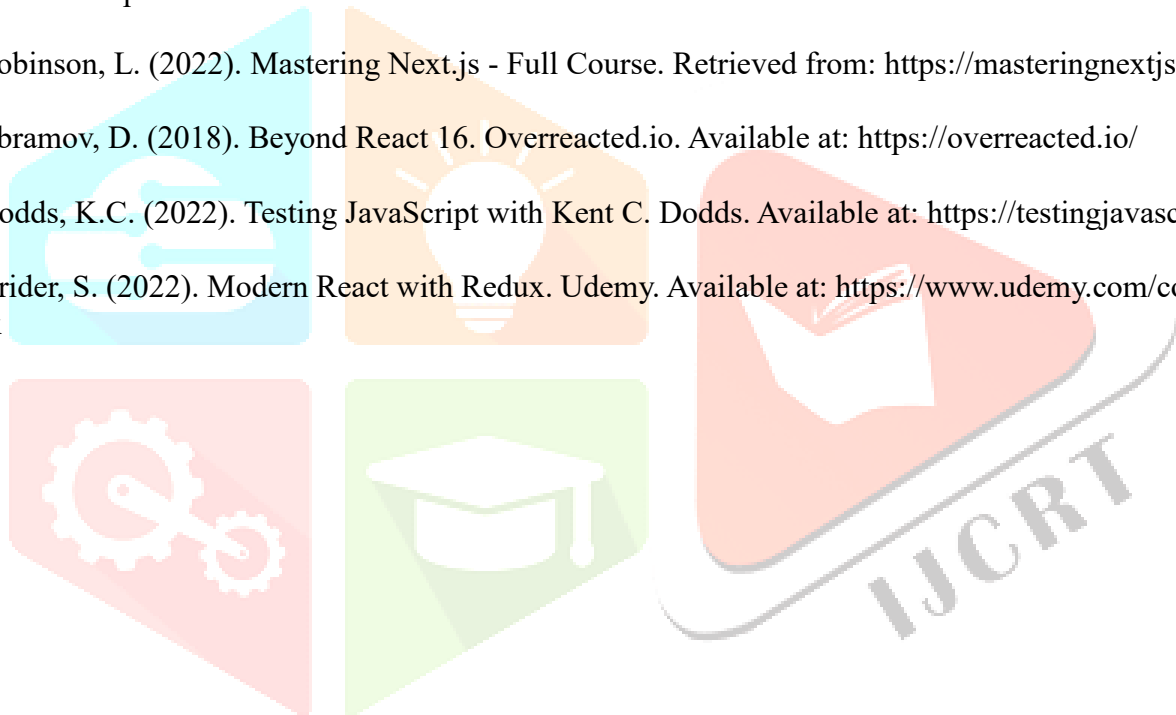 obinson, L. (2022). Mastering Next.js - Full Course. Retrieved from: https://masteringnextjs
bramov, D. (2018). Beyond React 16. Overreacted.io. Available at: https://overreacted.io/
odds, K.C. (2022). Testing JavaScript with Kent C. Dodds. Available at: https://testingjavasc
rider, S. (2022). Modern React with Redux. Udemy. Available at: https://www.udemy.com/co
IJCRT